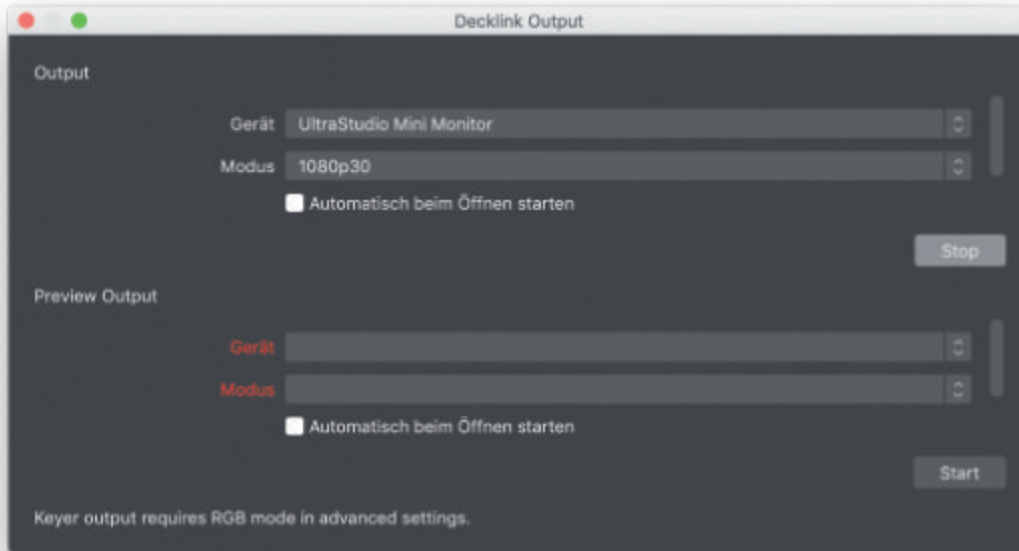 Decklink Output
Output
Gerät UltraStudio Mini Monitor
Modus 1080p30
Automatisch beim Öffnen starten
Stop
Preview Output
Gerät
Modus
Automatisch beim Öffnen starten
Start
Keyer output requires RGB mode in advanced settings.